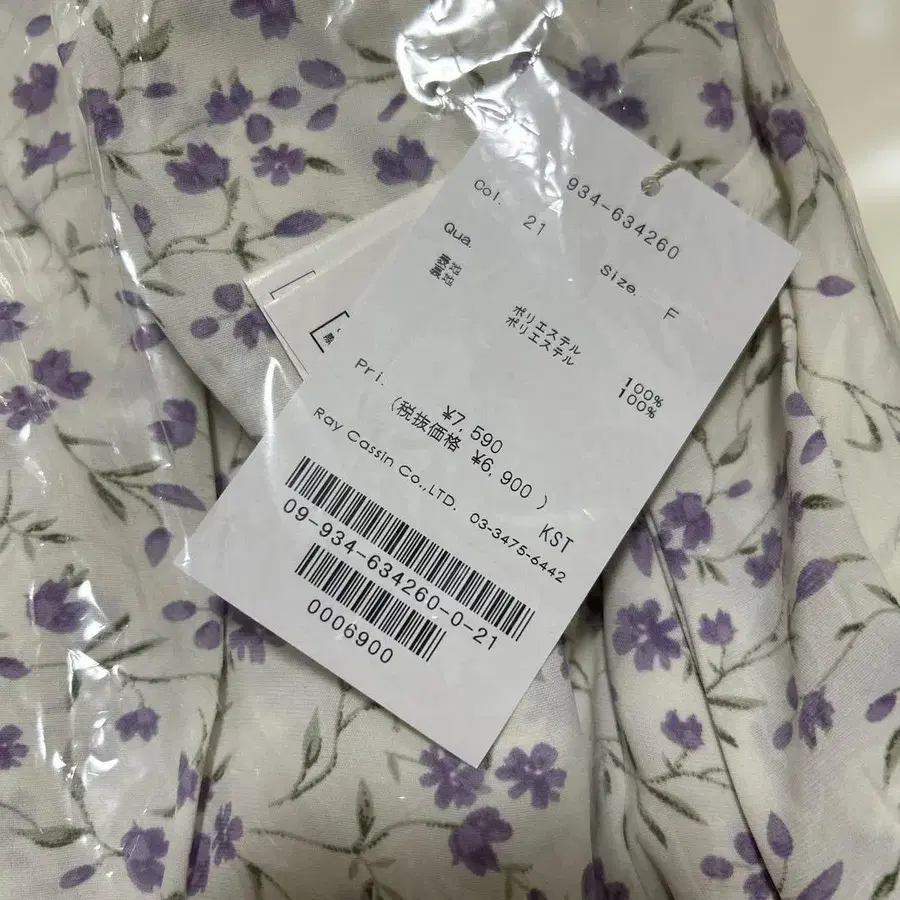 934-634260
Col. 21 Size. F
Qua.
表地 ポリエステル 100%
裏地 ポリエステル 100%
Pri. ¥7,590
(税抜価格 ¥6,900 )
KST
Ray Cassin Co.,LTD. 03-3475-6442
09-934-634260-0-21
0006900